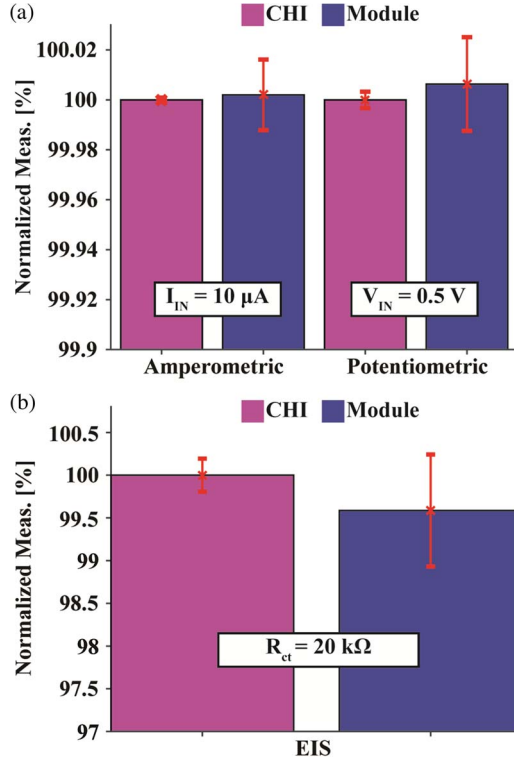 (a)
CHI Module
Normalized Meas. [%]
100.02
100
99.98
99.96
99.94
99.92
99.9
I_IN = 10 µA
V_IN = 0.5 V
Amperometric
Potentiometric
(b)
CHI Module
Normalized Meas. [%]
100.5
100
99.5
99
98.5
98
97.5
97
R_ct = 20 kΩ
EIS